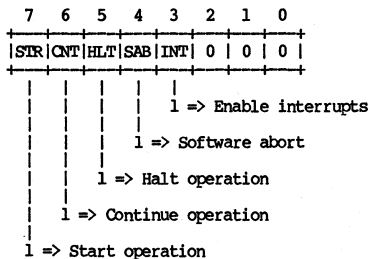 7 6 5 4 3 2 1 0
|STR|CNT|HLT|SAB|INT| 0 | 0 | 0 |
1 => Enable interrupts
1 => Software abort
1 => Halt operation
1 => Continue operation
1 => Start operation